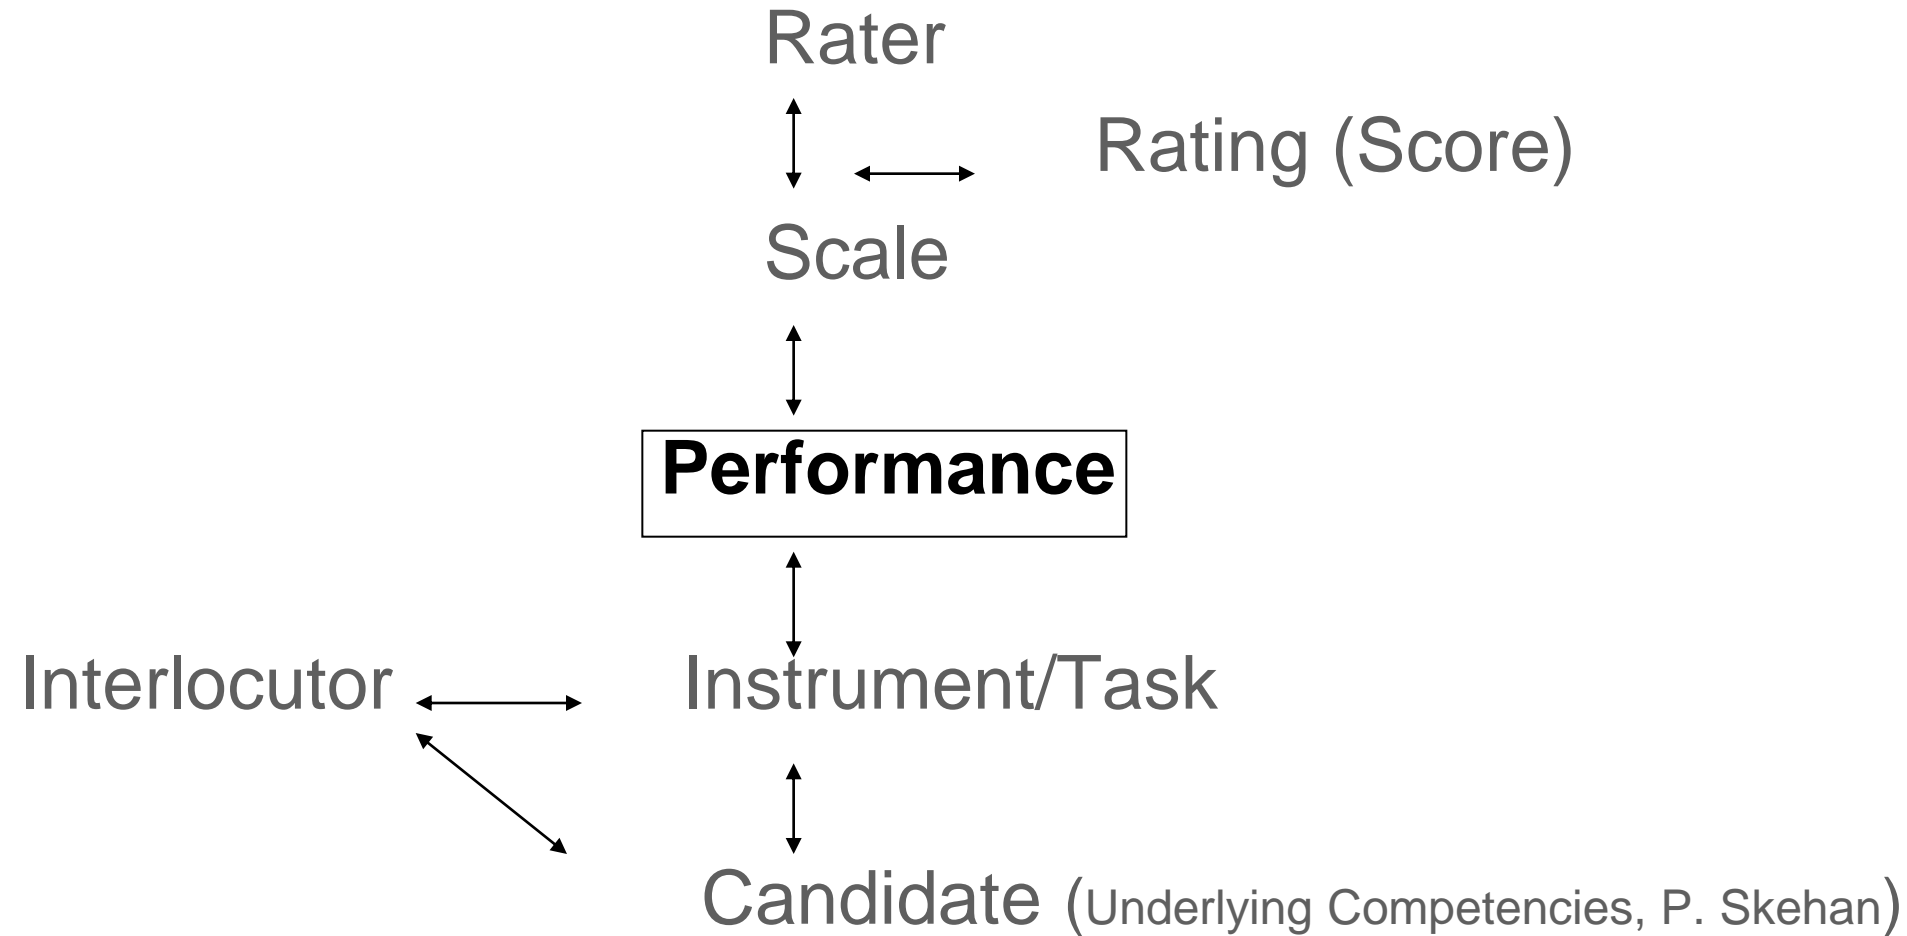 Rater
Rating (Score)
Scale
Performance
Interlocutor
Instrument/Task
Candidate (Underlying Competencies, P. Skehan)